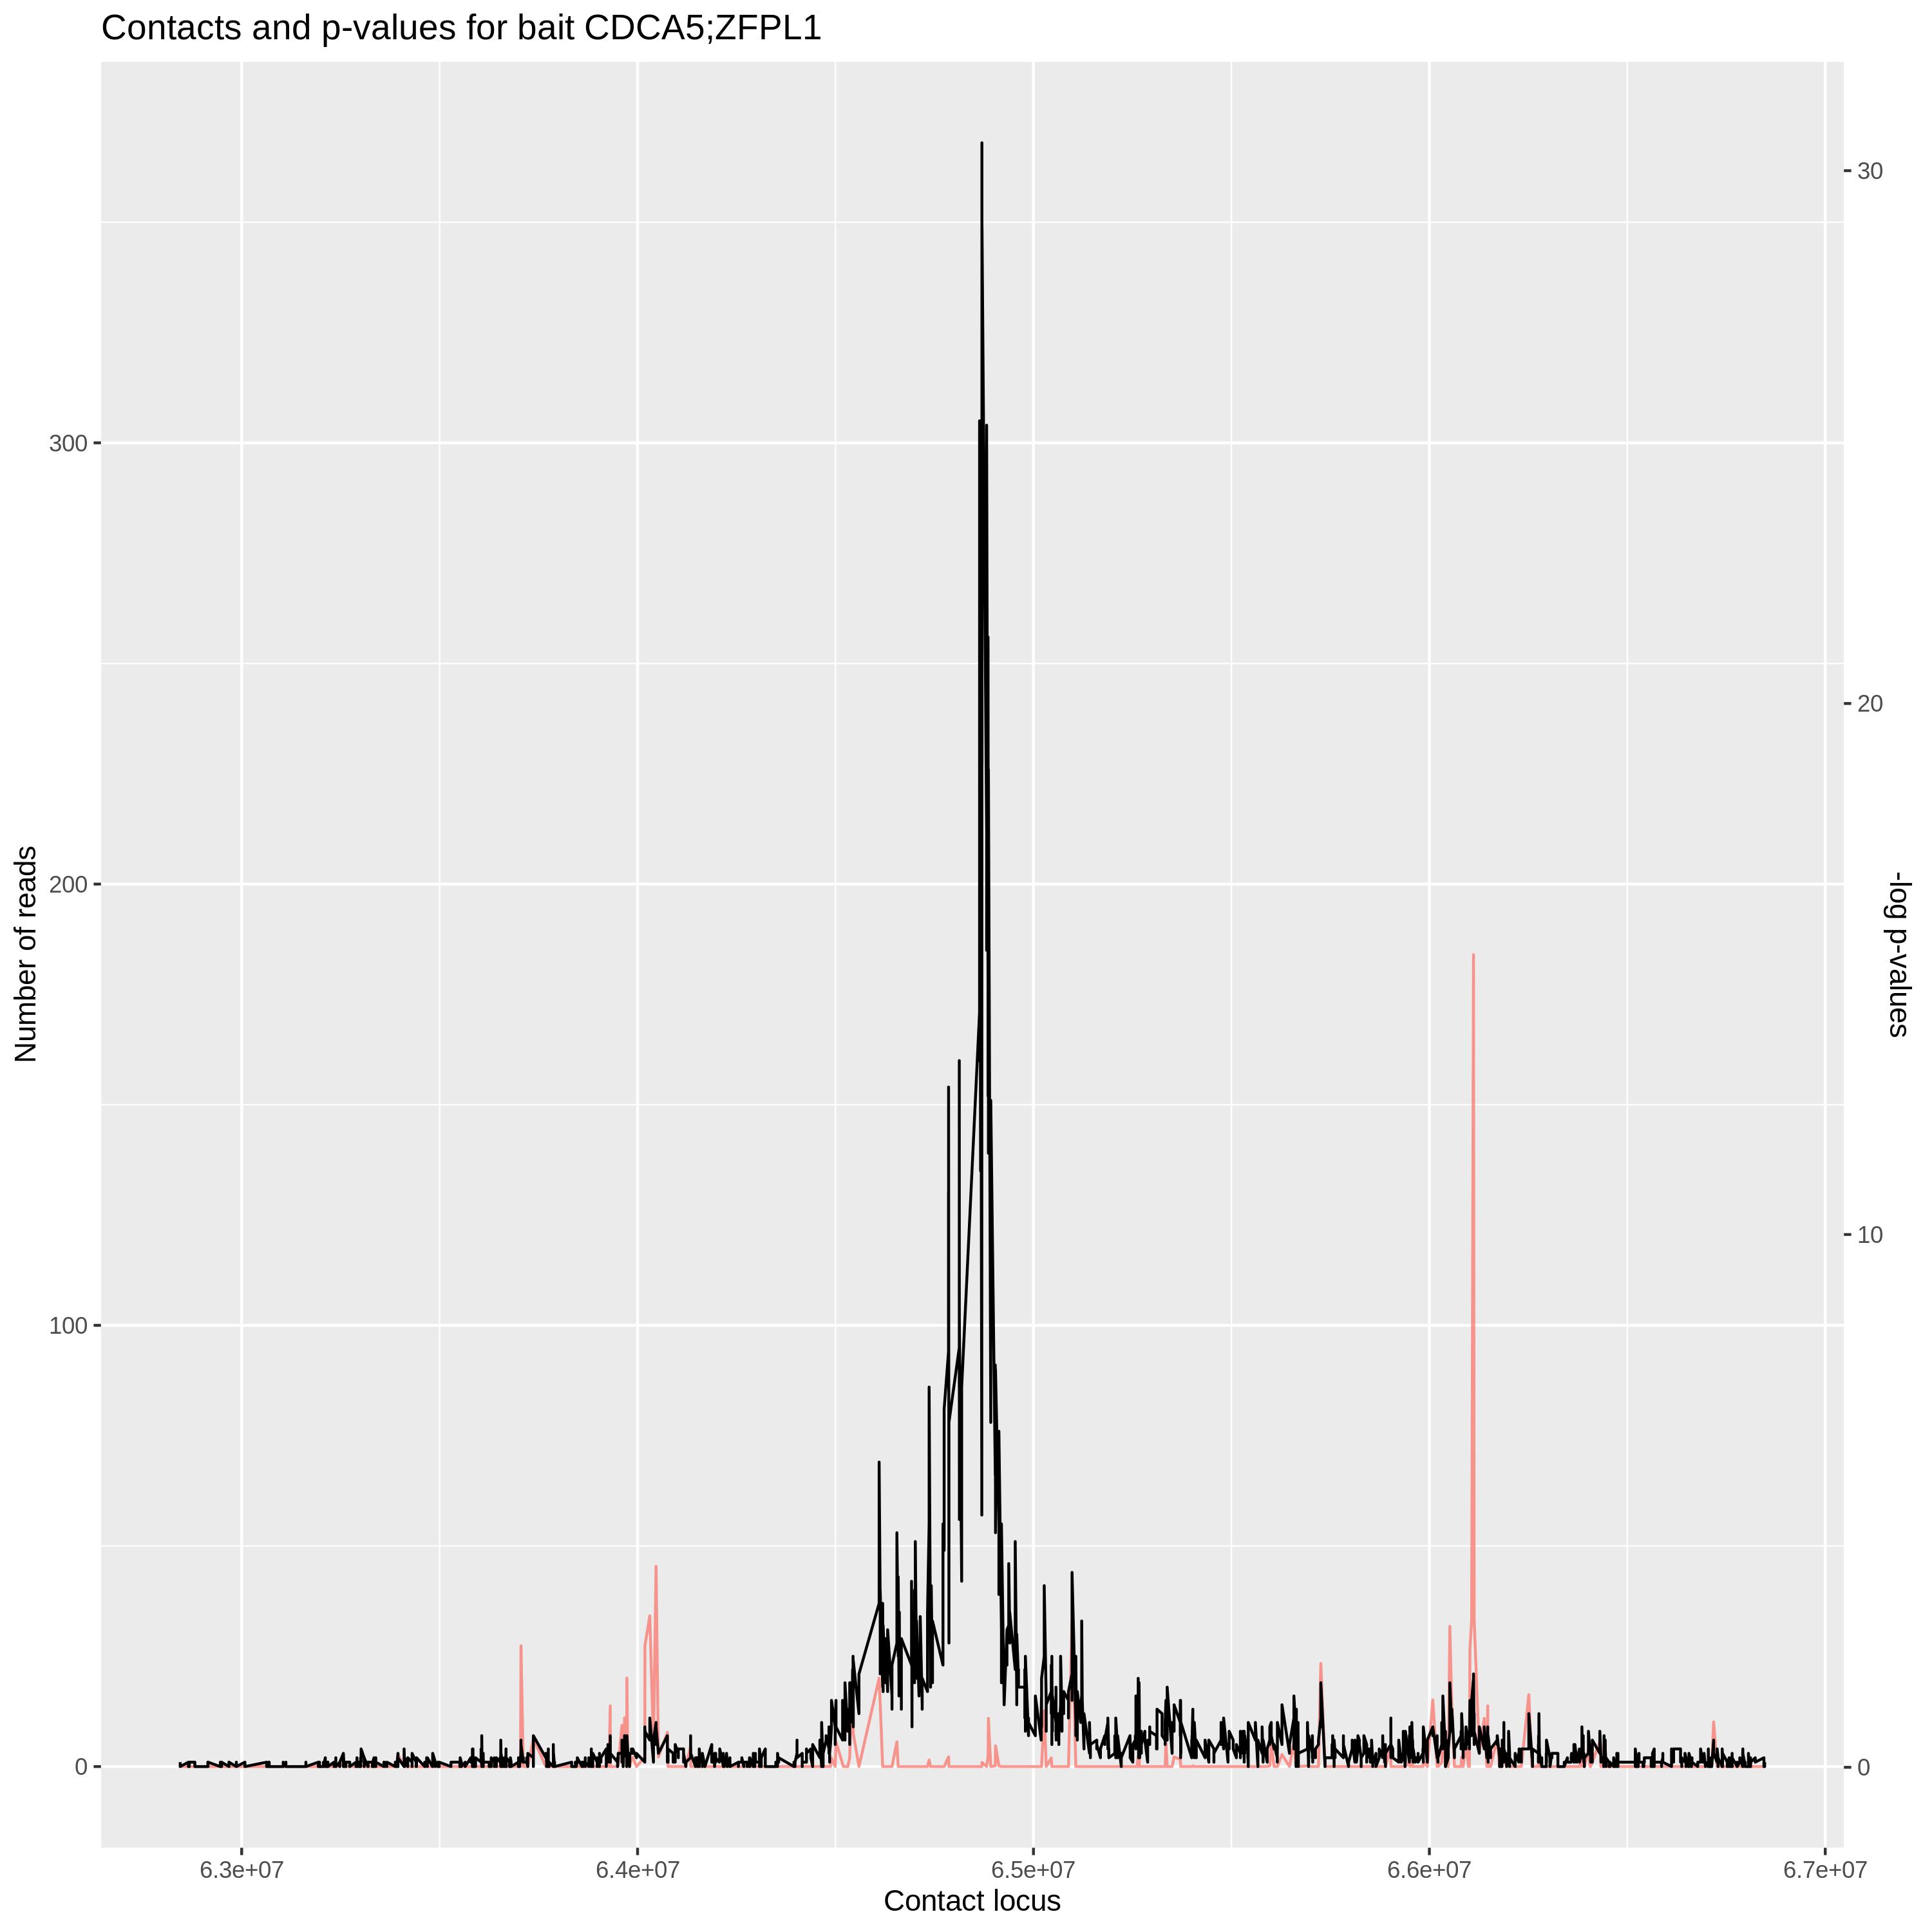 Contacts and p-values for bait CDCA5;ZFPL1
30
300
20
200
Number of reads
-log p-values
10
100
0
0
6.3e+07
6.4e+07
6.5e+07
6.6e+07
6.7e+07
Contact locus